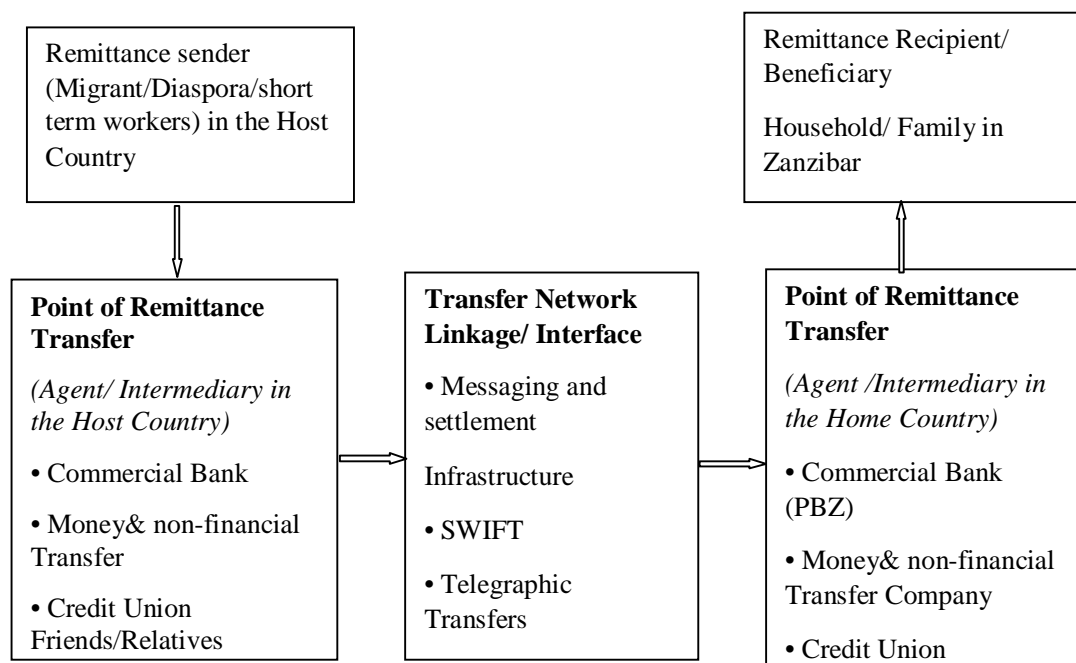 Remittance sender
(Migrant/Diaspora/short
term workers) in the Host
Country
Remittance Recipient/
Beneficiary
Household/ Family in
Zanzibar
Point of Remittance
Transfer
(Agent/ Intermediary in
the Host Country)
• Commercial Bank
• Money& non-financial
Transfer
• Credit Union
Friends/Relatives
Transfer Network
Linkage/ Interface
• Messaging and
settlement
Infrastructure
• SWIFT
• Telegraphic
Transfers
Point of Remittance
Transfer
(Agent /Intermediary in
the Home Country)
• Commercial Bank
(PBZ)
• Money& non-financial
Transfer Company
• Credit Union